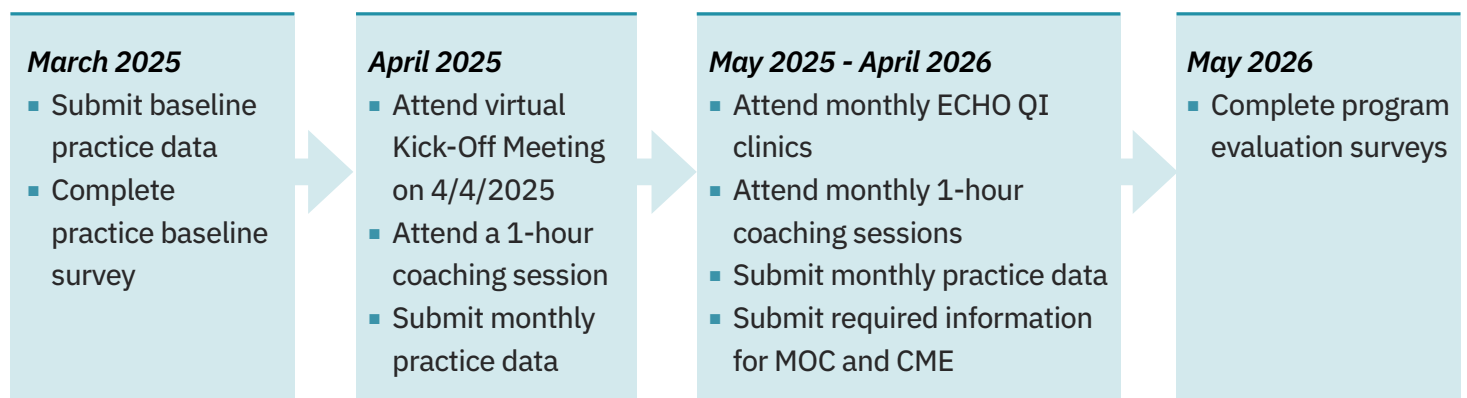 March 2025
▪ Submit baseline
practice data
▪ Complete
practice baseline
survey
April 2025
▪ Attend virtual
Kick-Off Meeting
on 4/4/2025
▪ Attend a 1-hour
coaching session
▪ Submit monthly
practice data
May 2025 - April 2026
▪ Attend monthly ECHO QI
clinics
▪ Attend monthly 1-hour
coaching sessions
▪ Submit monthly practice data
▪ Submit required information
for MOC and CME
May 2026
▪ Complete program
evaluation surveys